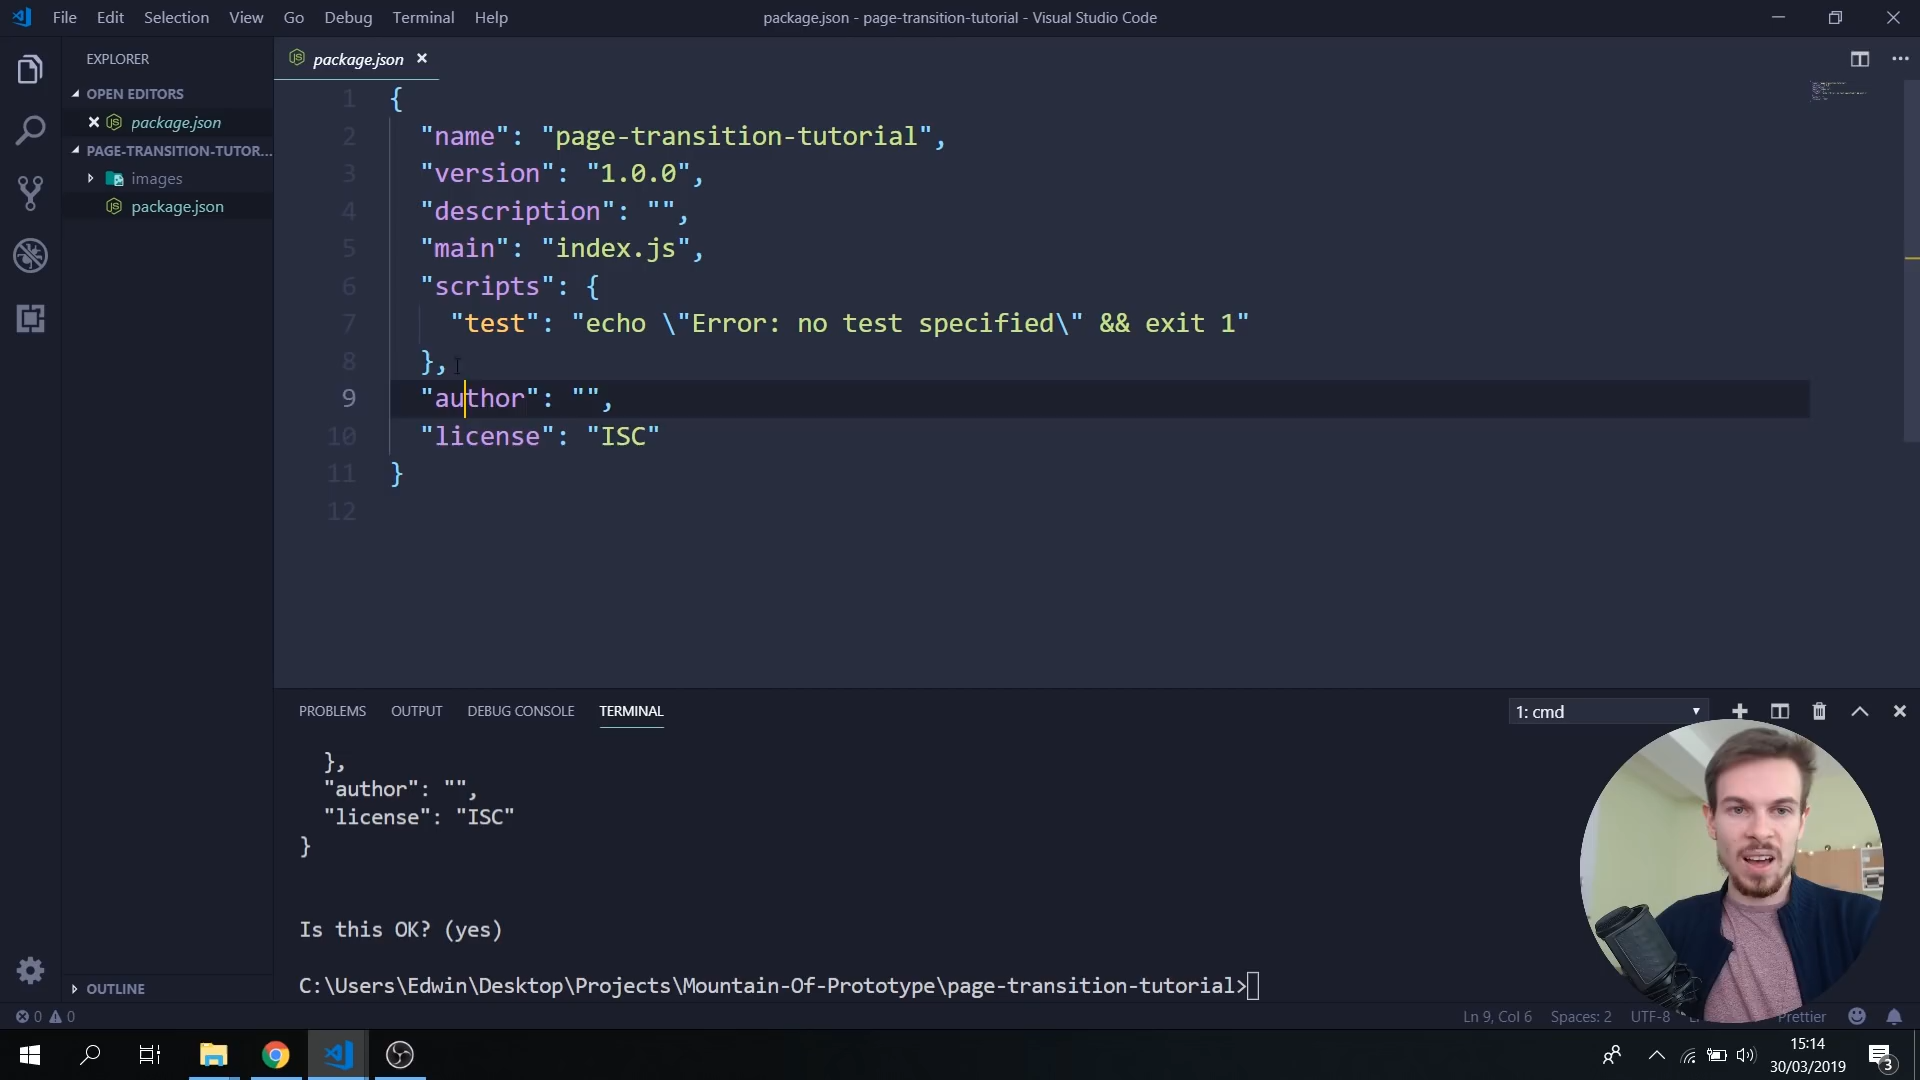 File Edit Selection View Go Debug Terminal Help
package.json - page-transition-tutorial - Visual Studio Code
EXPLORER
OPEN EDITORS
package.json
PAGE-TRANSITION-TUTOR...
images
package.json
OUTLINE
package.json
1 {
2 "name": "page-transition-tutorial",
3 "version": "1.0.0",
4 "description": "",
5 "main": "index.js",
6 "scripts": {
7 "test": "echo \"Error: no test specified\" && exit 1"
8 },
9 "author": "",
10 "license": "ISC"
11 }
12
PROBLEMS OUTPUT DEBUG CONSOLE TERMINAL
1: cmd
},
"author": "",
"license": "ISC"
}
Is this OK? (yes)
C:\Users\Edwin\Desktop\Projects\Mountain-Of-Prototype\page-transition-tutorial>
0 0
Ln 9, Col 6 Spaces: 2 UTF-8 Prettier
15:14
30/03/2019
3